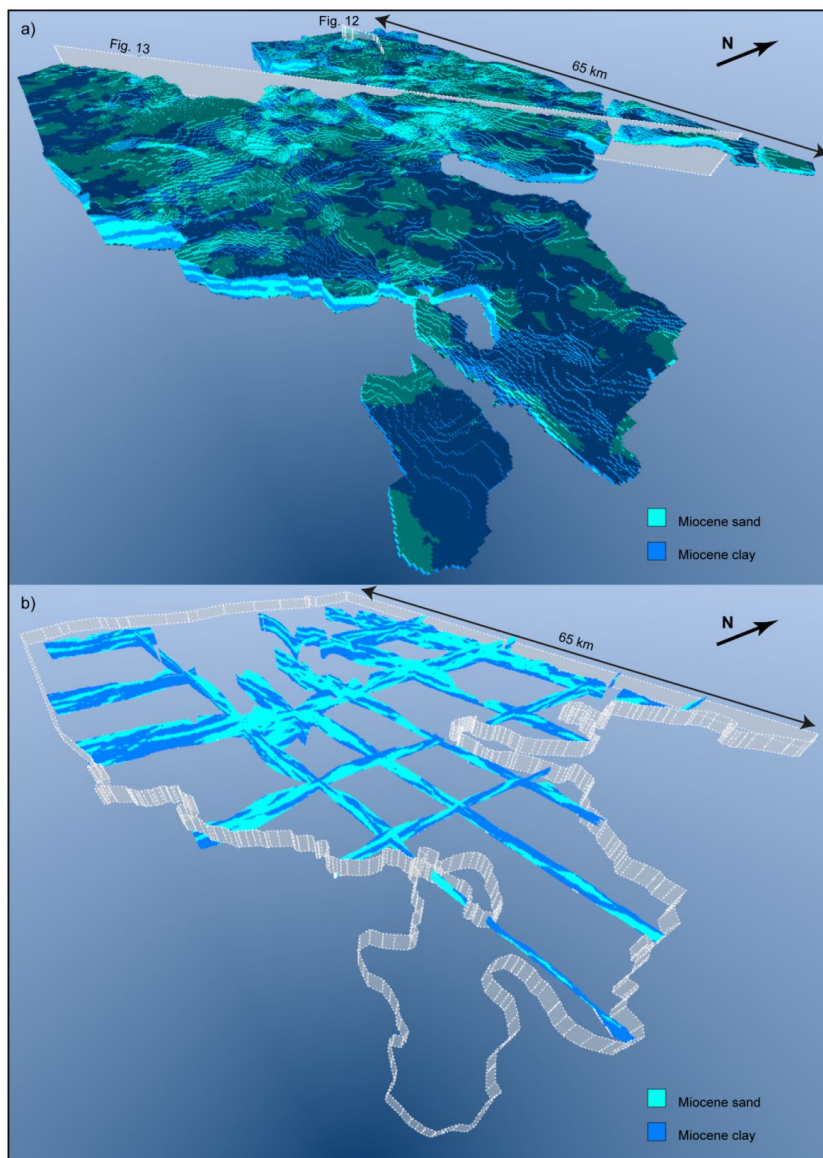 a)
Fig. 12
Fig. 13
65 km
N
Miocene sand
Miocene clay
b)
65 km
N
Miocene sand
Miocene clay